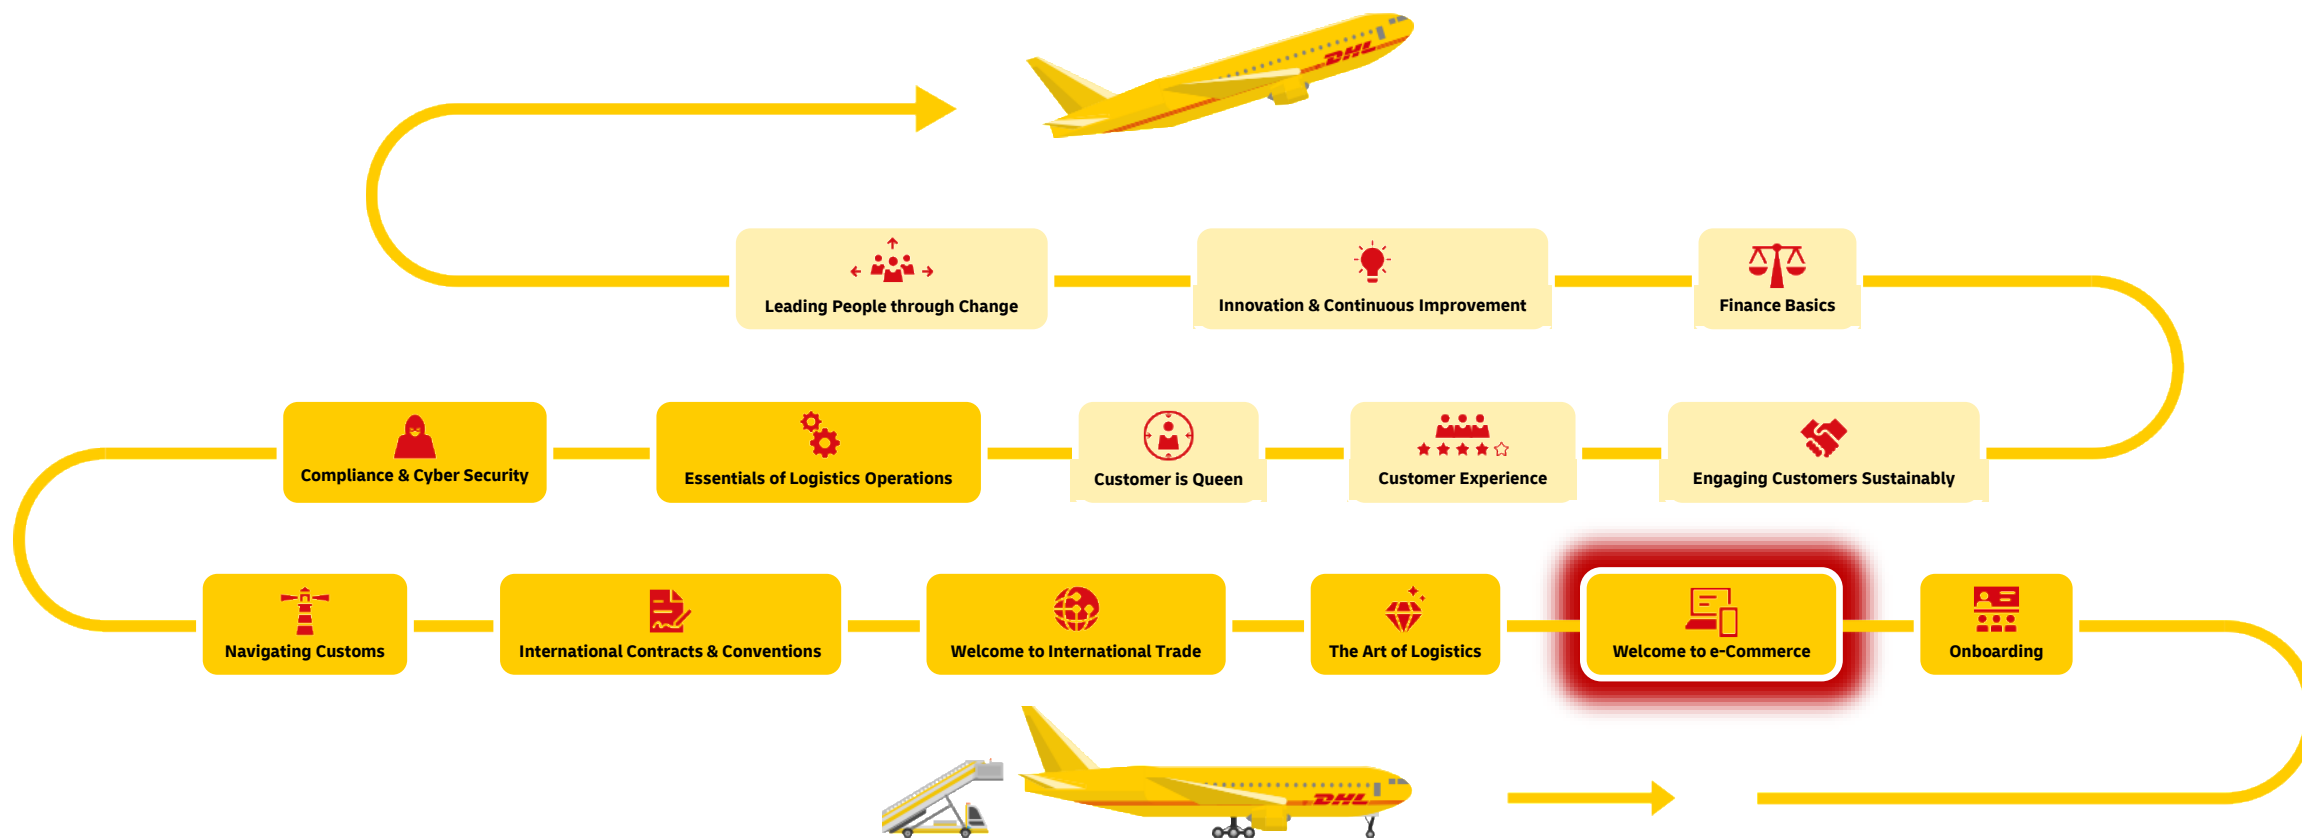 DHL
Leading People through Change
Innovation & Continuous Improvement
Finance Basics
Compliance & Cyber Security
Essentials of Logistics Operations
Customer is Queen
Customer Experience
Engaging Customers Sustainably
Navigating Customs
International Contracts & Conventions
Welcome to International Trade
The Art of Logistics
Welcome to e-Commerce
Onboarding
DHL